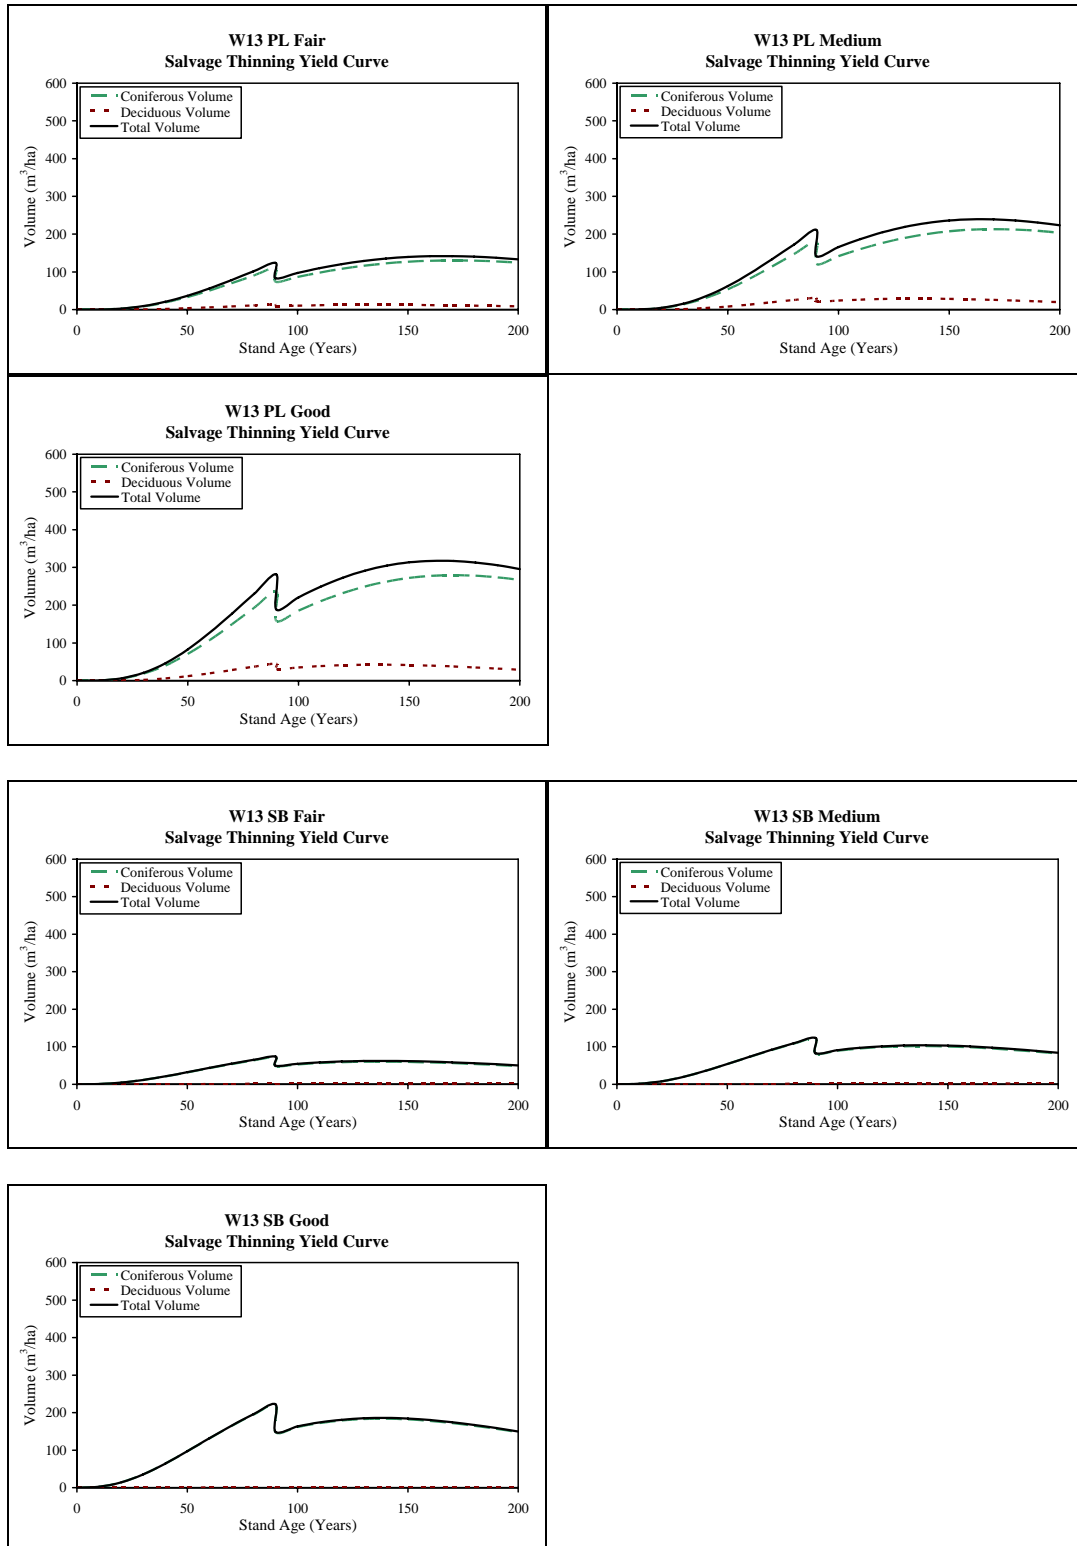 W13 PL Fair
Salvage Thinning Yield Curve
Coniferous Volume
Deciduous Volume
Total Volume
Volume (m³/ha)
600
500
400
300
200
100
0
0 50 100 150 200
Stand Age (Years)
W13 PL Medium
Salvage Thinning Yield Curve
Coniferous Volume
Deciduous Volume
Total Volume
Volume (m³/ha)
600
500
400
300
200
100
0
0 50 100 150 200
Stand Age (Years)
W13 PL Good
Salvage Thinning Yield Curve
Coniferous Volume
Deciduous Volume
Total Volume
Volume (m³/ha)
600
500
400
300
200
100
0
0 50 100 150 200
Stand Age (Years)
W13 SB Fair
Salvage Thinning Yield Curve
Coniferous Volume
Deciduous Volume
Total Volume
Volume (m³/ha)
600
500
400
300
200
100
0
0 50 100 150 200
Stand Age (Years)
W13 SB Medium
Salvage Thinning Yield Curve
Coniferous Volume
Deciduous Volume
Total Volume
Volume (m³/ha)
600
500
400
300
200
100
0
0 50 100 150 200
Stand Age (Years)
W13 SB Good
Salvage Thinning Yield Curve
Coniferous Volume
Deciduous Volume
Total Volume
Volume (m³/ha)
600
500
400
300
200
100
0
0 50 100 150 200
Stand Age (Years)